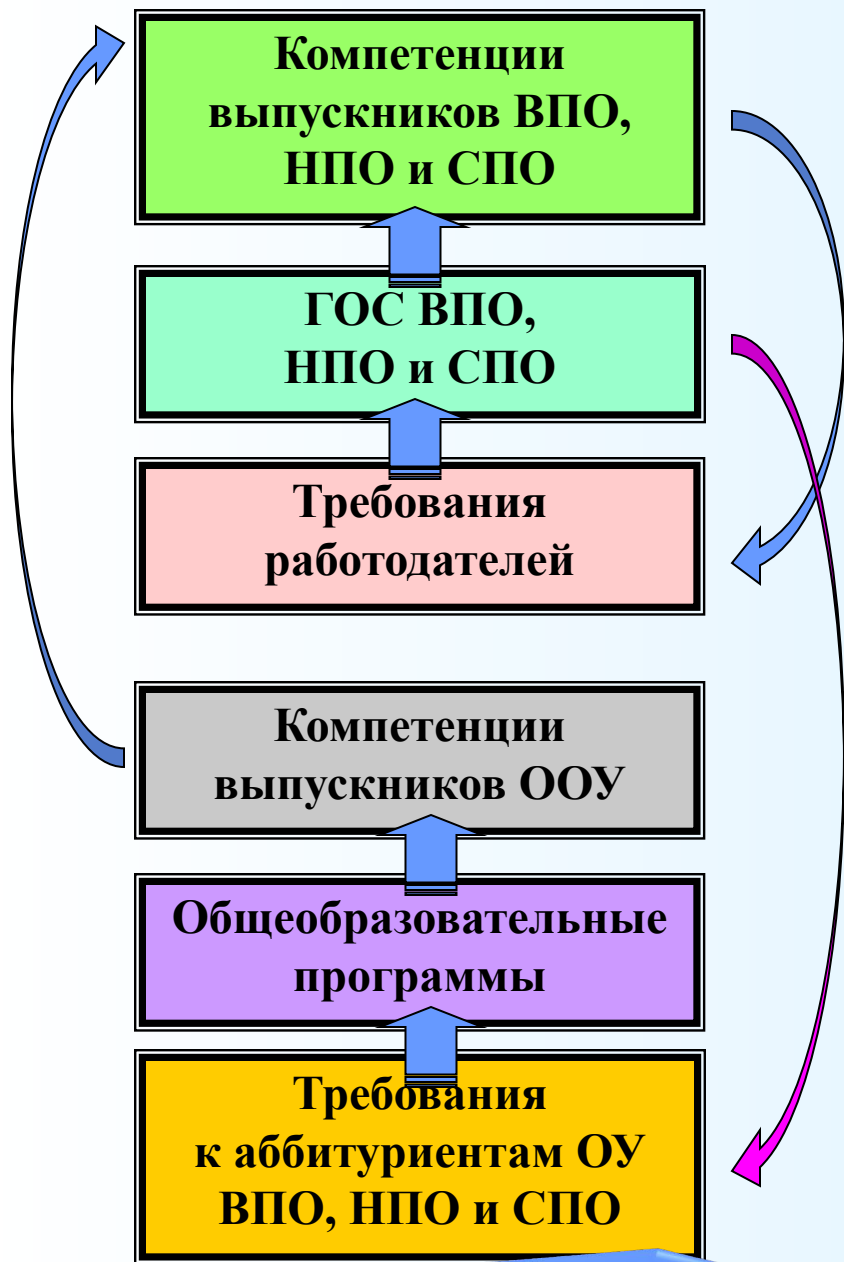 Компетенции
выпускников ВПО,
НПО и СПО
ГОС ВПО,
НПО и СПО
Требования
работодателей
Компетенции
выпускников ООУ
Общеобразовательные
программы
Требования
к аббитуриентам ОУ
ВПО, НПО и СПО